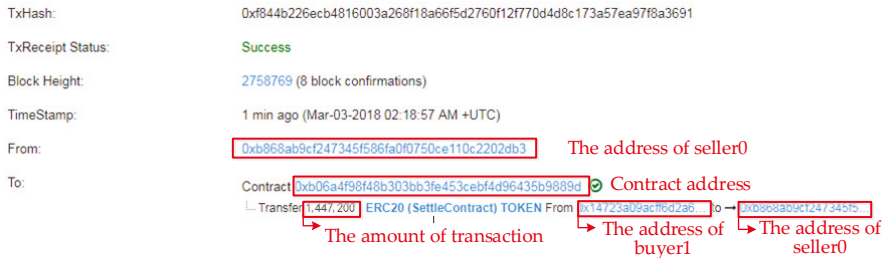 TxHash: 0xf844b226ecb4816003a268f18a66f5d2760f12f770d4d8c173a57ea97f8a3691
TxReceipt Status: Success
Block Height: 2758769 (8 block confirmations)
TimeStamp: 1 min ago (Mar-03-2018 02:18:57 AM +UTC)
From: 0xb868ab9cf247345f586fa0f0750ce110c2202db3 The address of seller0
To: Contract 0xb06a4f98f48b303bb3fe453cebf4d96435b9889d Contract address
Transfer 1,447,200 ERC20 (SettleContract) TOKEN From 0x14723a09acff6d2a6... to → 0xb868ab9cf247345f5...
The amount of transaction
The address of buyer1
The address of seller0